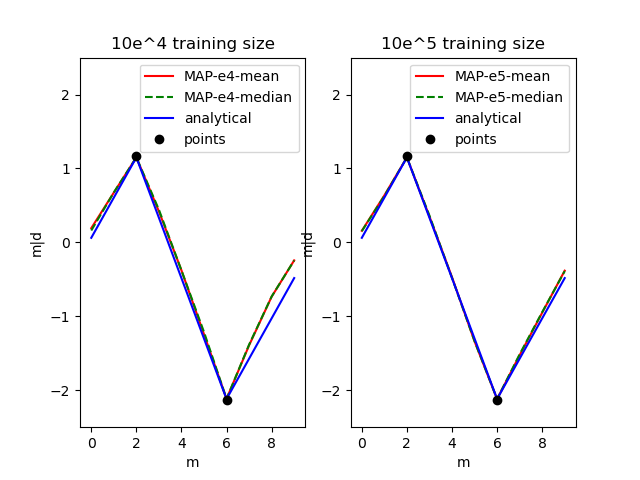 10e^4 training size
MAP-e4-mean
MAP-e4-median
analytical
points
2
1
0
−1
−2
m|d
0 2 4 6 8
m
10e^5 training size
MAP-e5-mean
MAP-e5-median
analytical
points
2
1
0
−1
−2
m|d
0 2 4 6 8
m